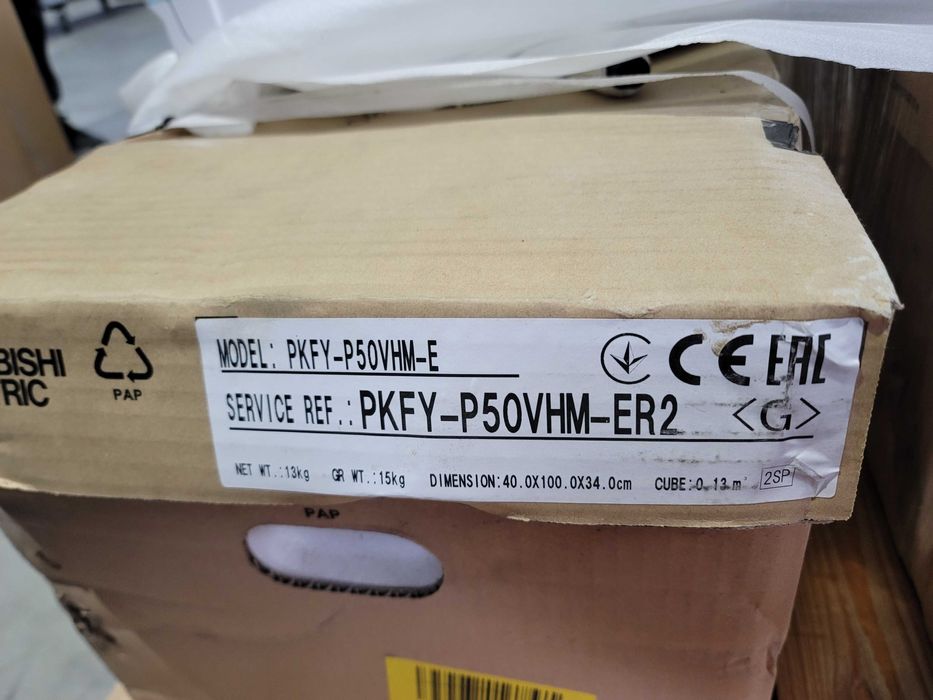 BISHI
RIC
PAP
MODEL: PKFY-P50VHM-E
CE EAC
SERVICE REF.: PKFY-P50VHM-ER2 <G>
NET WT.:13kg GR WT.:15kg DIMENSION:40.0X100.0X34.0cm CUBE:0.13m³ 2SP
PAP